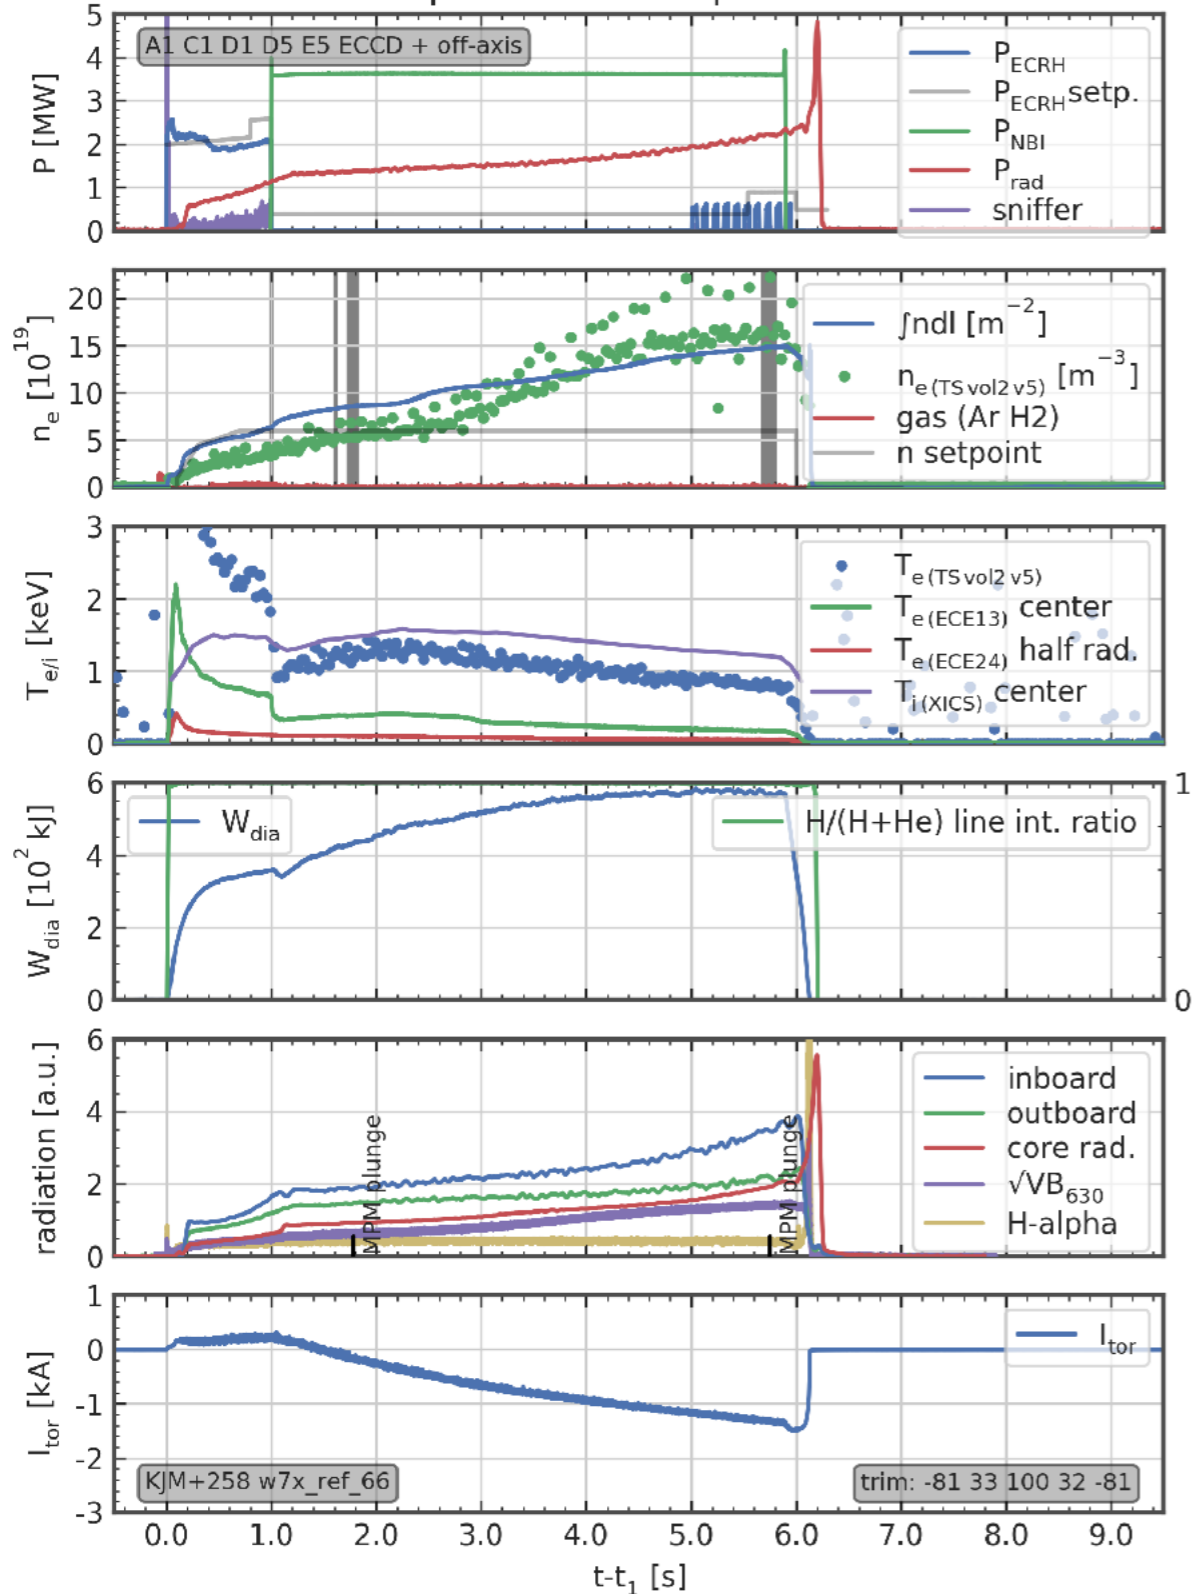 A1 C1 D1 D5 E5 ECCD + off-axis
P [MW]
5
4
3
2
1
0
P_ECRH
P_ECRH setp.
P_NBI
P_rad
sniffer
n_e [10^19]
20
15
10
5
0
∫ndl [m^-2]
n_e (TS vol2 v5) [m^-3]
gas (Ar H2)
n setpoint
T_e/i [keV]
3
2
1
0
T_e (TS vol2 v5)
T_e (ECE13) center
T_e (ECE24) half rad.
T_i (XICS) center
W_dia [10^2 kJ]
6
4
2
0
W_dia
H/(H+He) line int. ratio
1
0
radiation [a.u.]
6
4
2
0
MPM plunge
MPM plunge
inboard
outboard
core rad.
√VB_630
H-alpha
I_tor [kA]
1
0
-1
-2
-3
I_tor
KJM+258 w7x_ref_66
trim: -81 33 100 32 -81
0.0 1.0 2.0 3.0 4.0 5.0 6.0 7.0 8.0 9.0
t-t_1 [s]